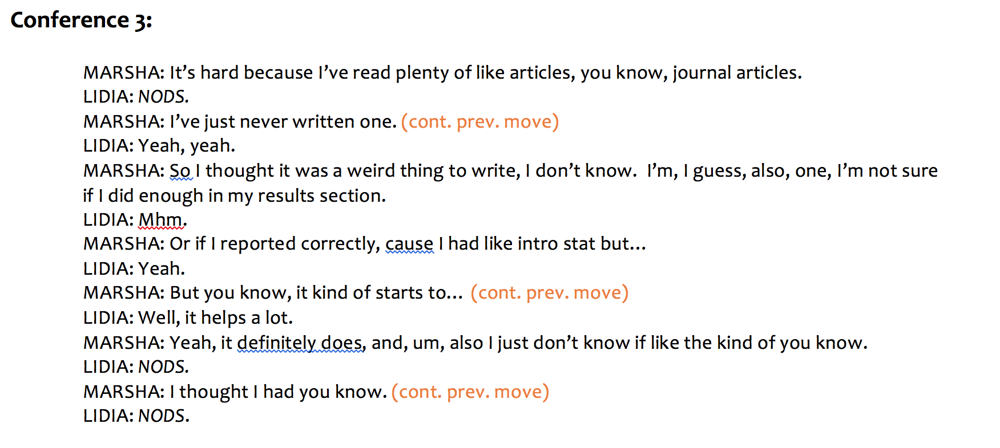 Conference 3:
MARSHA: It’s hard because I’ve read plenty of like articles, you know, journal articles.
LIDIA: NODS.
MARSHA: I’ve just never written one. (cont. prev. move)
LIDIA: Yeah, yeah.
MARSHA: So I thought it was a weird thing to write, I don’t know.  I’m, I guess, also, one, I’m not sure
if I did enough in my results section.
LIDIA: Mhm.
MARSHA: Or if I reported correctly, cause I had like intro stat but...
LIDIA: Yeah.
MARSHA: But you know, it kind of starts to... (cont. prev. move)
LIDIA: Well, it helps a lot.
MARSHA: Yeah, it definitely does, and, um, also I just don’t know if like the kind of you know.
LIDIA: NODS.
MARSHA: I thought I had you know. (cont. prev. move)
LIDIA: NODS.